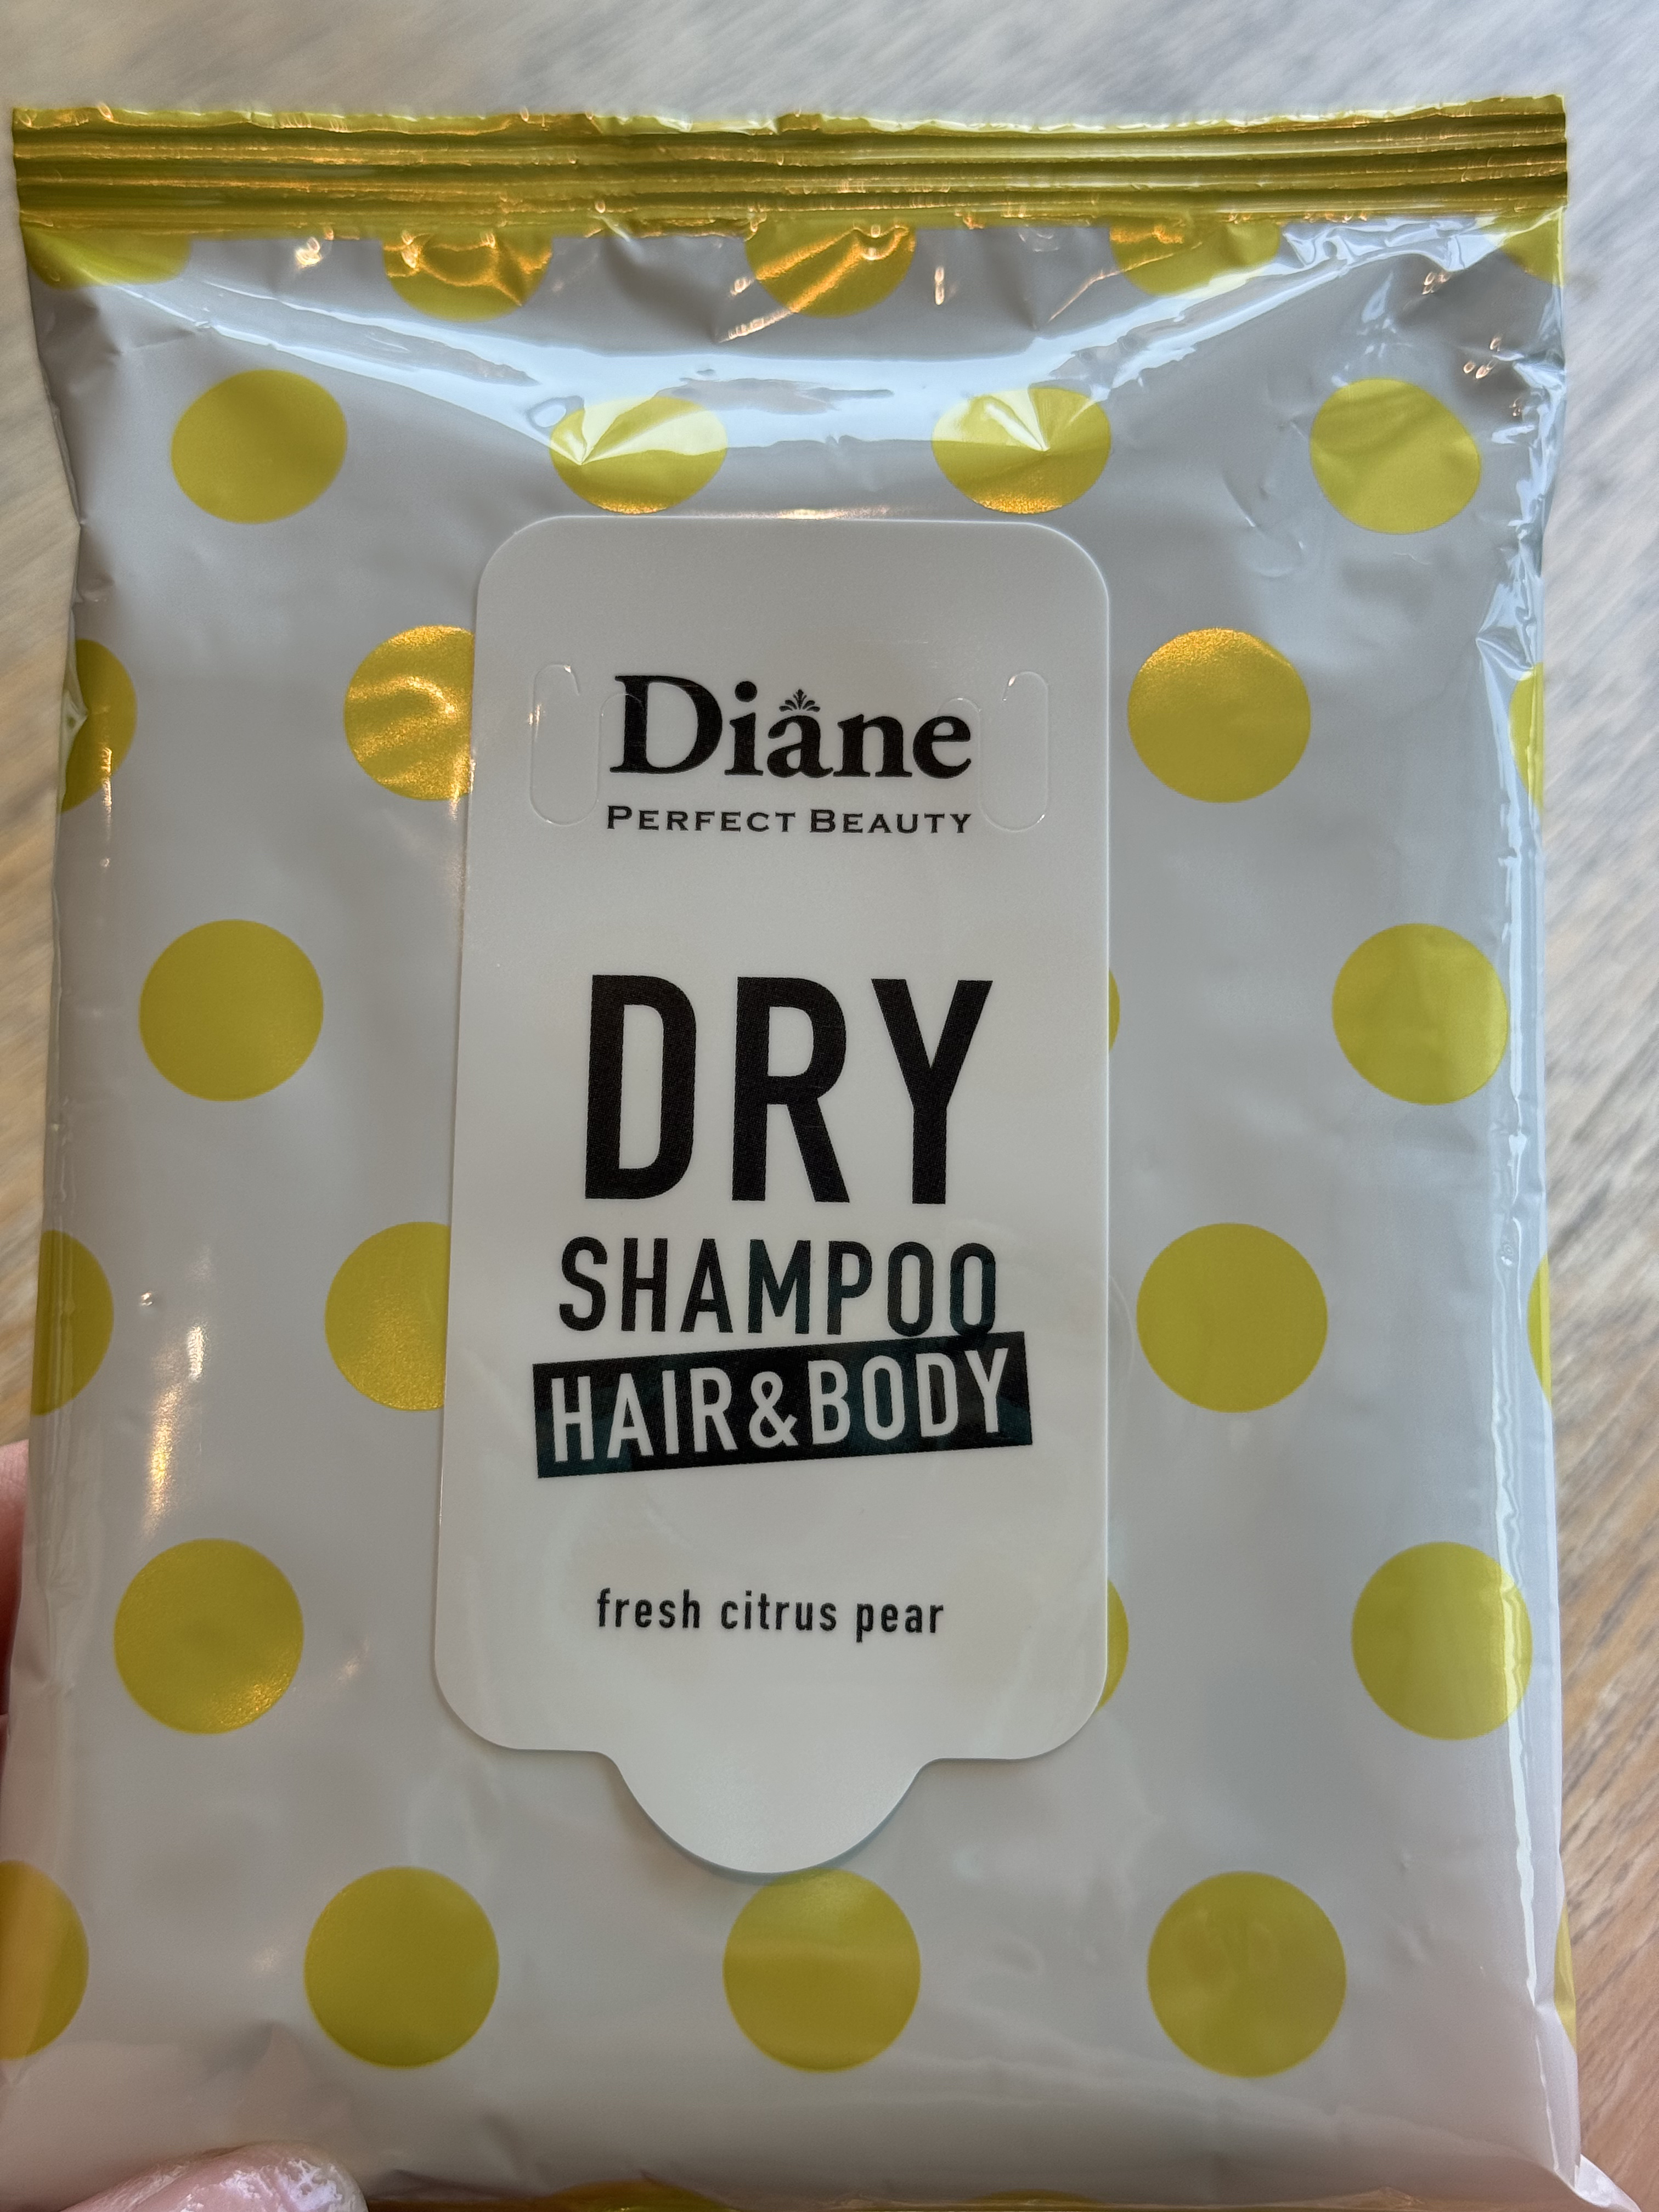 Diane
PERFECT BEAUTY
DRY
SHAMPOO
HAIR&BODY
fresh citrus pear